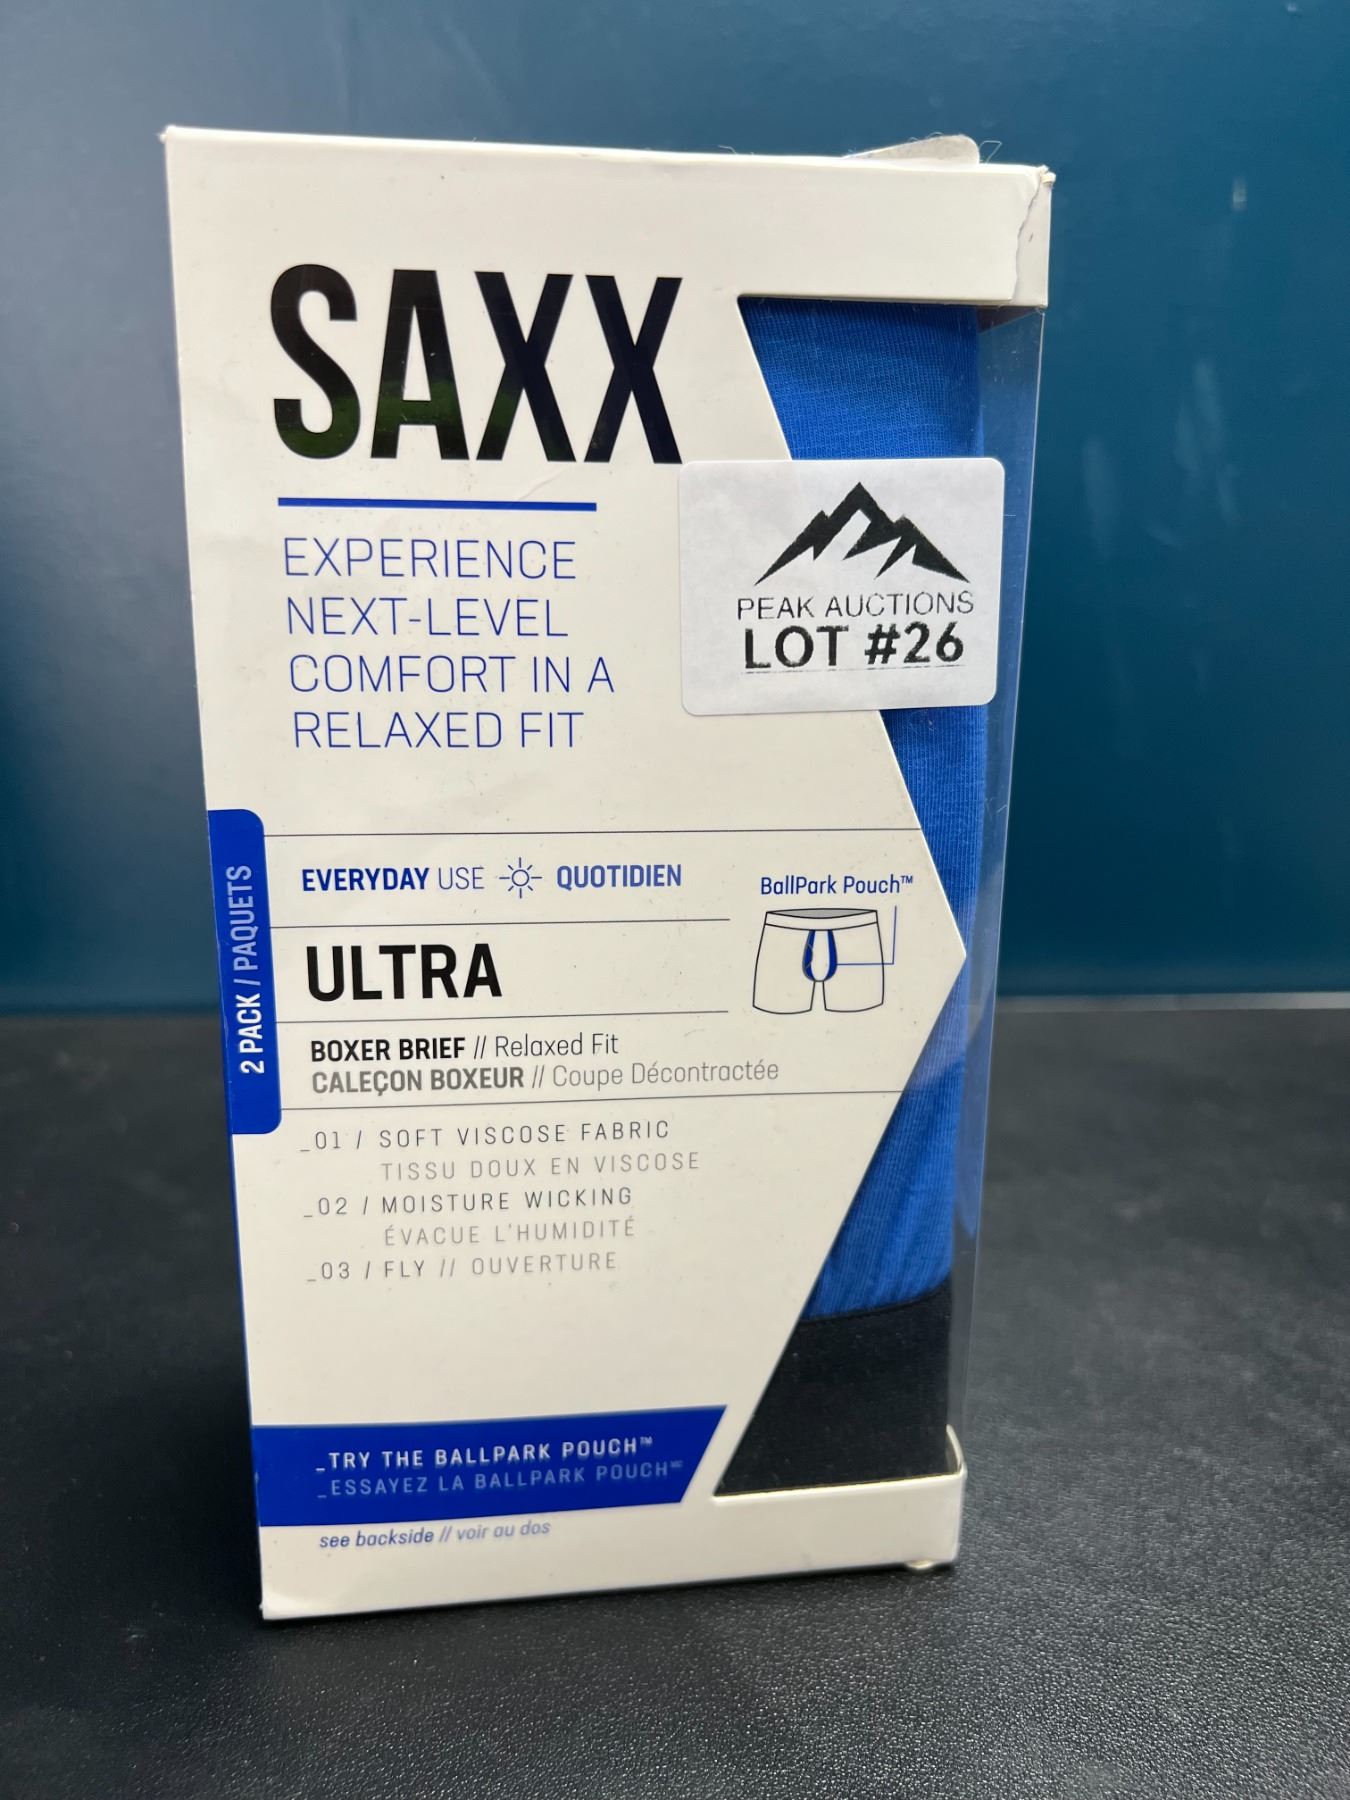 SAXX
EXPERIENCE
NEXT-LEVEL
COMFORT IN A
RELAXED FIT
PEAK AUCTIONS
LOT #26
2 PACK / PAQUETS
EVERYDAY USE QUOTIDIEN
BallPark Pouch™
ULTRA
BOXER BRIEF // Relaxed Fit
CALEÇON BOXEUR // Coupe Décontractée
_01 / SOFT VISCOSE FABRIC
TISSU DOUX EN VISCOSE
_02 / MOISTURE WICKING
ÉVACUE L'HUMIDITÉ
_03 / FLY // OUVERTURE
_TRY THE BALLPARK POUCH™
_ESSAYEZ LA BALLPARK POUCH MC
see backside // voir au dos